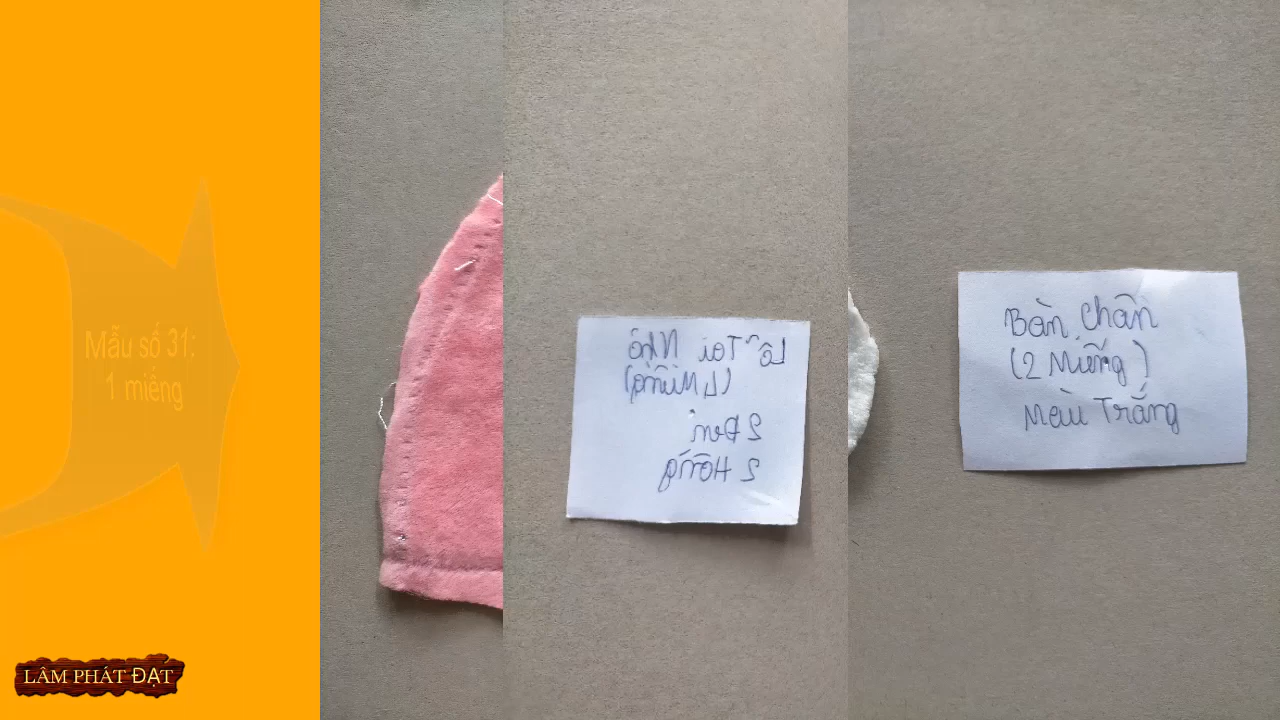 Mẫu số 31:
1 miếng
LÂM PHÁT ĐẠT
Lỗ Tai Nhỏ
(4 Miếng)
2 Đen
2 Hồng
Bàn Chân
(2 Miếng)
Màu Trắng